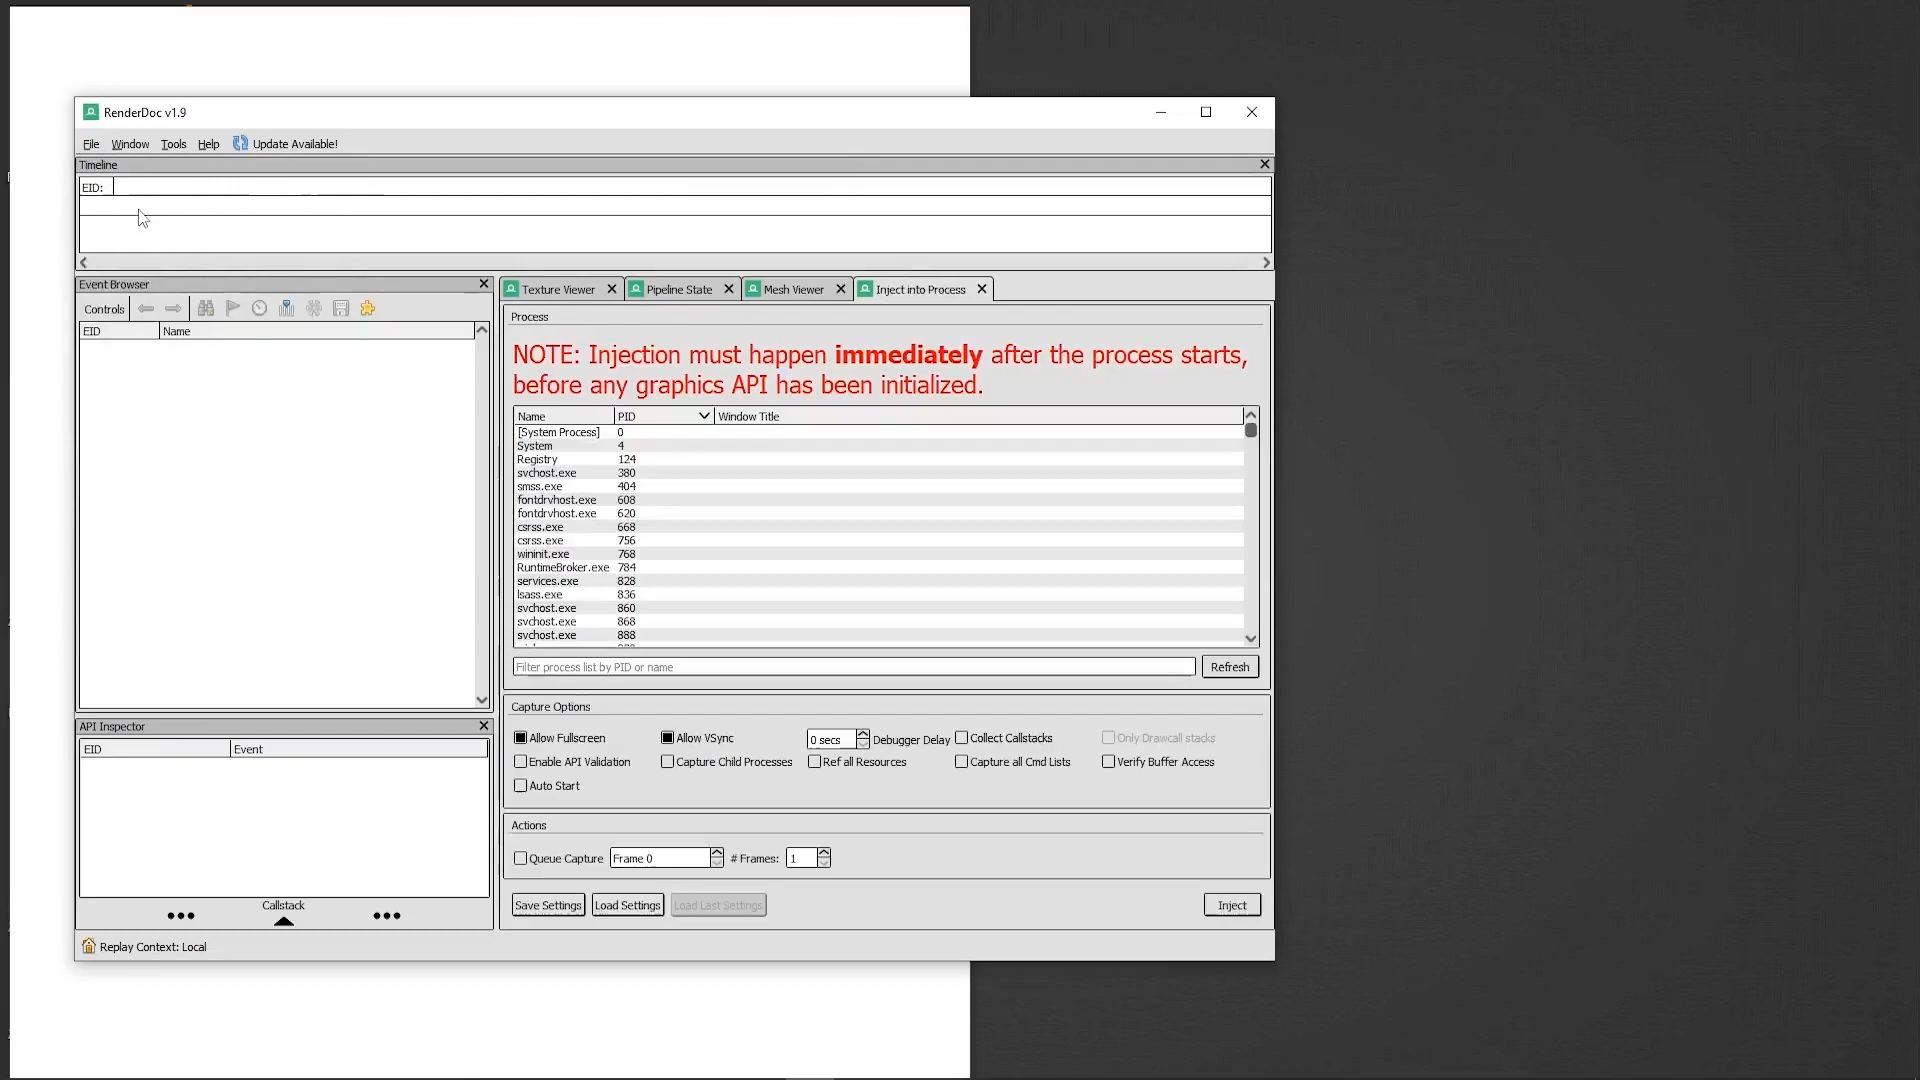 RenderDoc v1.9
File Window Tools Help Update Available!
Timeline
EID:
Event Browser
Controls
EID Name
API Inspector
EID Event
Callstack
Replay Context: Local
Texture Viewer Pipeline State Mesh Viewer Inject into Process
Process
NOTE: Injection must happen immediately after the process starts,
before any graphics API has been initialized.
Name PID Window Title
[System Process] 0
System 4
Registry 124
svchost.exe 380
smss.exe 404
fontdrvhost.exe 608
fontdrvhost.exe 620
csrss.exe 668
csrss.exe 756
wininit.exe 768
RuntimeBroker.exe 784
services.exe 828
lsass.exe 836
svchost.exe 860
svchost.exe 868
svchost.exe 888
Filter process list by PID or name Refresh
Capture Options
Allow Fullscreen Allow VSync 0 secs Debugger Delay Collect Callstacks Only Drawcall stacks
Enable API Validation Capture Child Processes Ref all Resources Capture all Cmd Lists Verify Buffer Access
Auto Start
Actions
Queue Capture Frame 0 # Frames: 1
Save Settings Load Settings Load Last Settings Inject